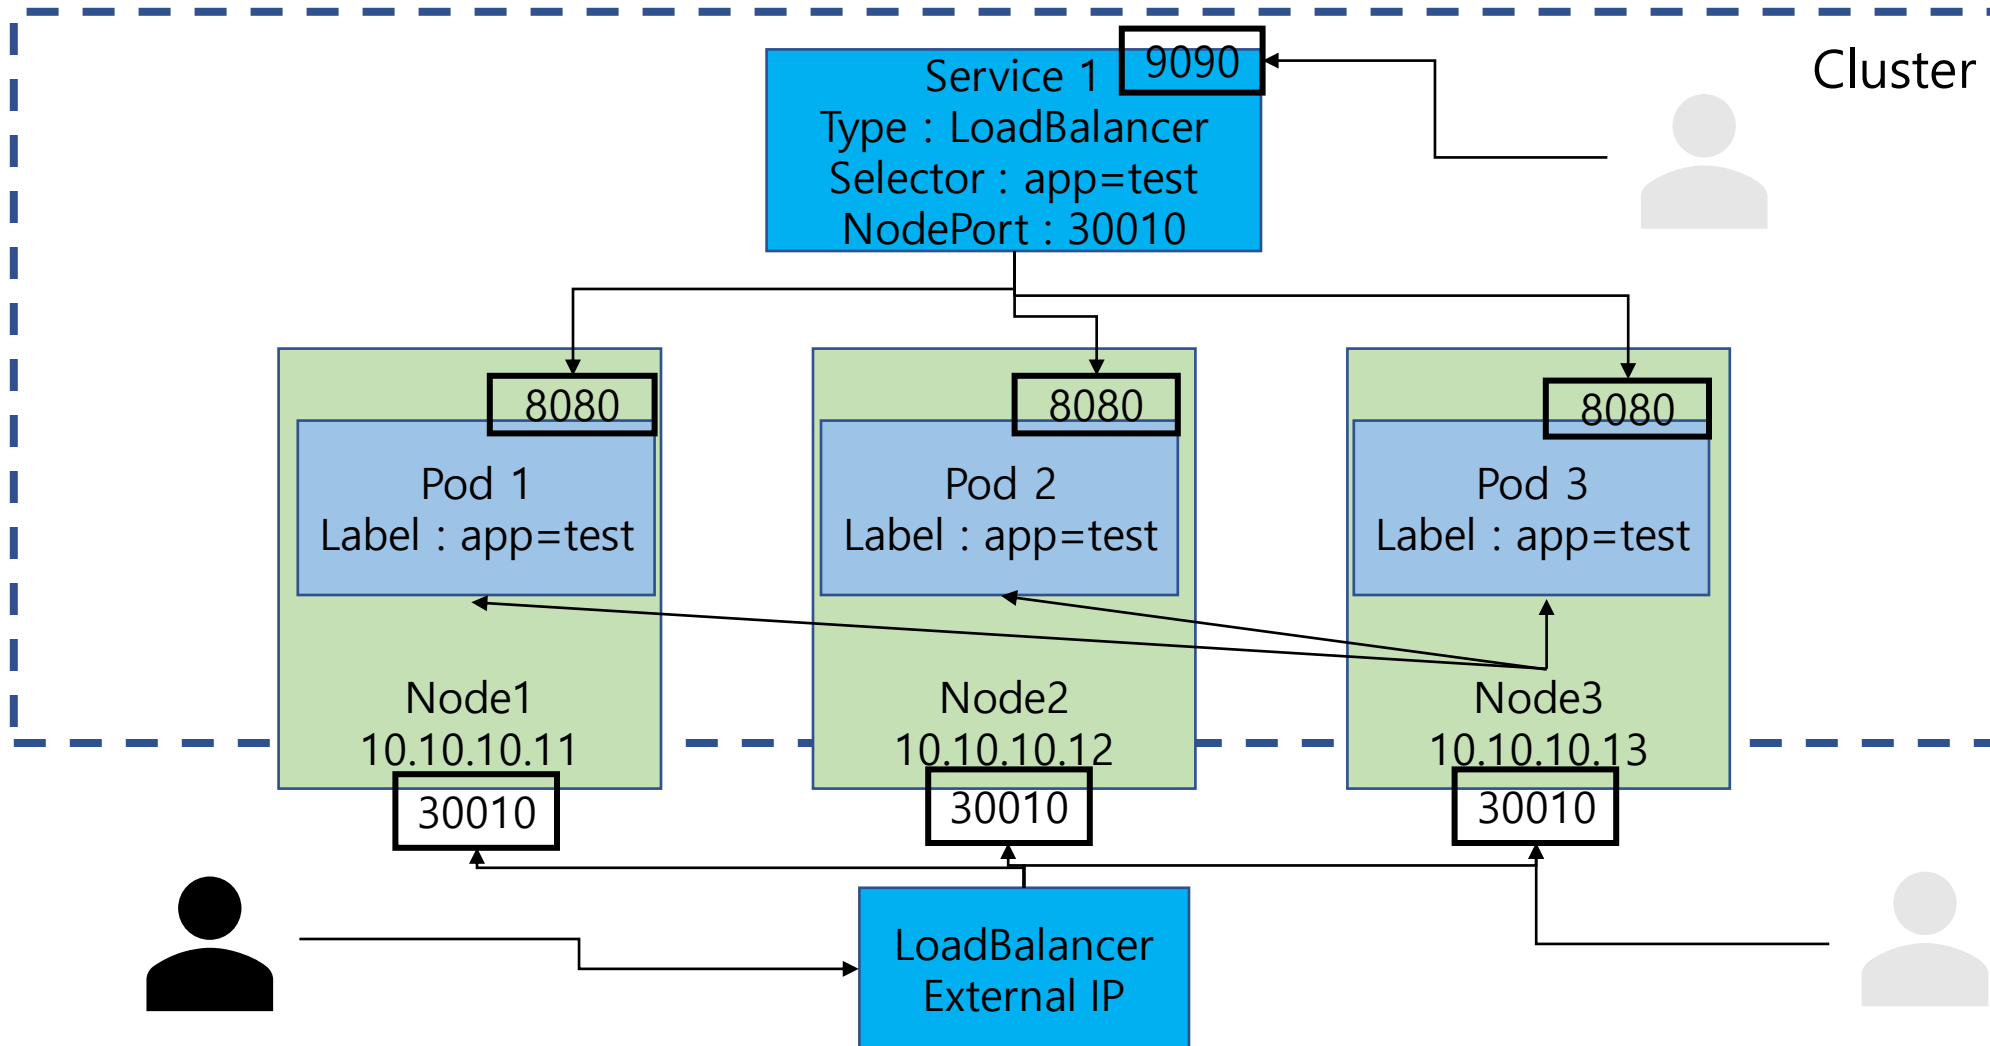 9090
Cluster
Service 1
Type : LoadBalancer
Selector : app=test
NodePort : 30010
8080
8080
8080
Pod 1
Label : app=test
Pod 2
Label : app=test
Pod 3
Label : app=test
Node1
10.10.10.11
Node2
10.10.10.12
Node3
10.10.10.13
30010
30010
30010
LoadBalancer
External IP